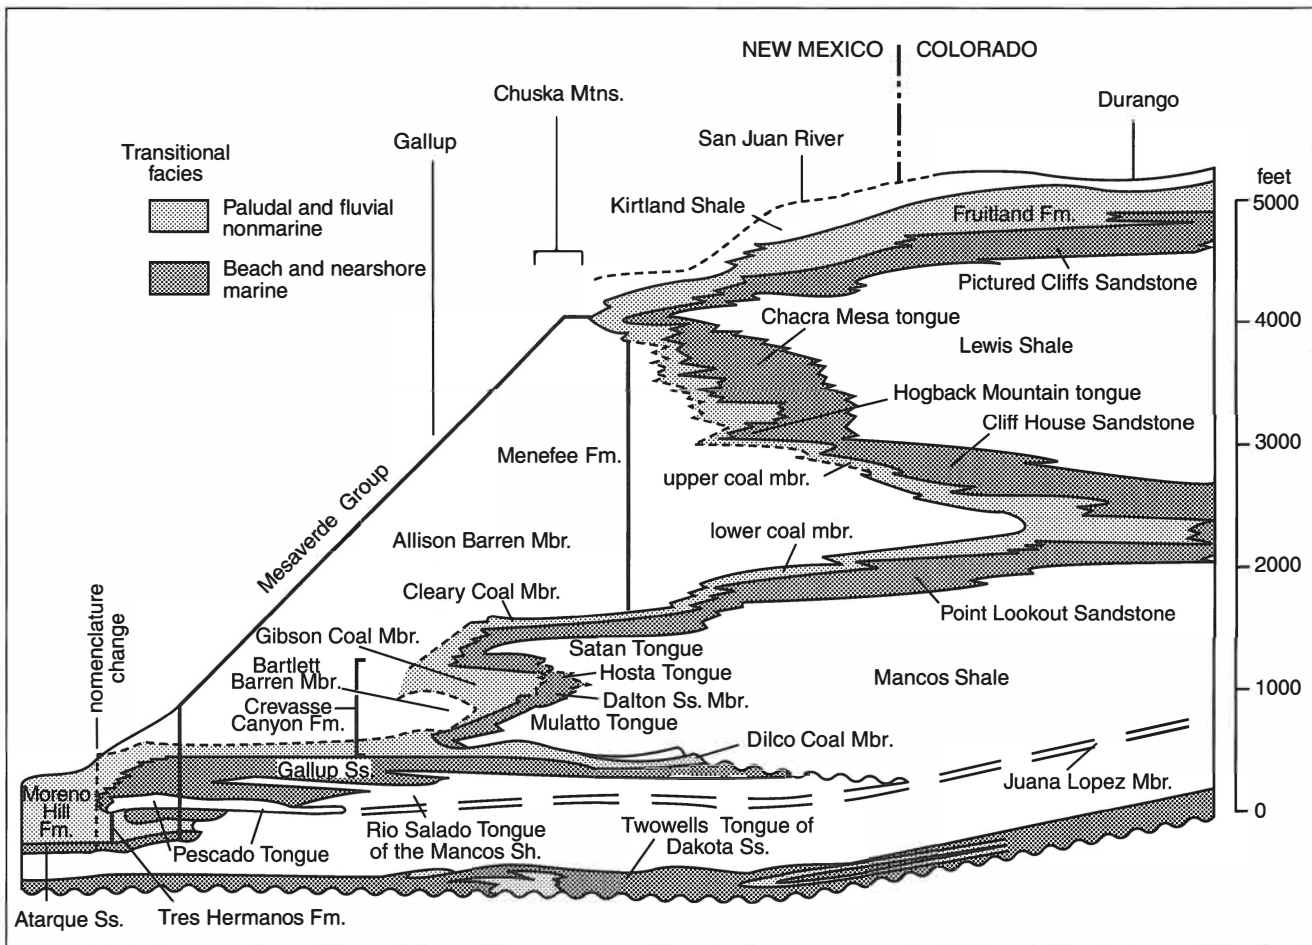 NEW MEXICO
COLORADO
Chuska Mtns.
Durango
Gallup
San Juan River
Transitional
facies
Paludal and fluvial
nonmarine
Beach and nearshore
marine
feet
5000
4000
3000
2000
1000
0
Kirtland Shale
Fruitland Fm.
Pictured Cliffs Sandstone
Chacra Mesa tongue
Lewis Shale
Hogback Mountain tongue
Cliff House Sandstone
Menefee Fm.
upper coal mbr.
Mesaverde Group
Allison Barren Mbr.
lower coal mbr.
Cleary Coal Mbr.
Point Lookout Sandstone
nomenclature
change
Gibson Coal Mbr.
Satan Tongue
Bartlett
Barren Mbr.
Hosta Tongue
Mancos Shale
Crevasse
Canyon Fm.
Dalton Ss. Mbr.
Mulatto Tongue
Dilco Coal Mbr.
Gallup Ss.
Juana Lopez Mbr.
Moreno
Hill
Fm.
Pescado Tongue
Rio Salado Tongue
of the Mancos Sh.
Twowells Tongue of
Dakota Ss.
Atarque Ss.
Tres Hermanos Fm.